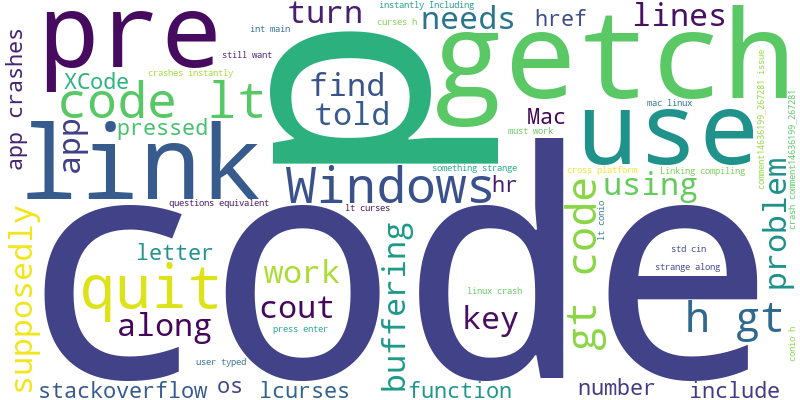 instantly Including
pre
turn
int main
curses h
needs
href
lines
still want
getch
app crashes
XCode
crashes instantly
find
told
code lt
pressed
app
Mac
mac linux
must work
use
comment14636199_267281 issue
crash comment14636199_267281
link
p
Windows
something strange
hr
cross platform
Linking compiling
using
questions equivalent
lt curses
lt conio
supposedly
code
letter
quit
along
work
cout
press enter
buffering
linux crash
key
gt code
std cin
strange along
problem
h gt
conio h
user typed
stackoverflow
os
lcurses
function
number
include